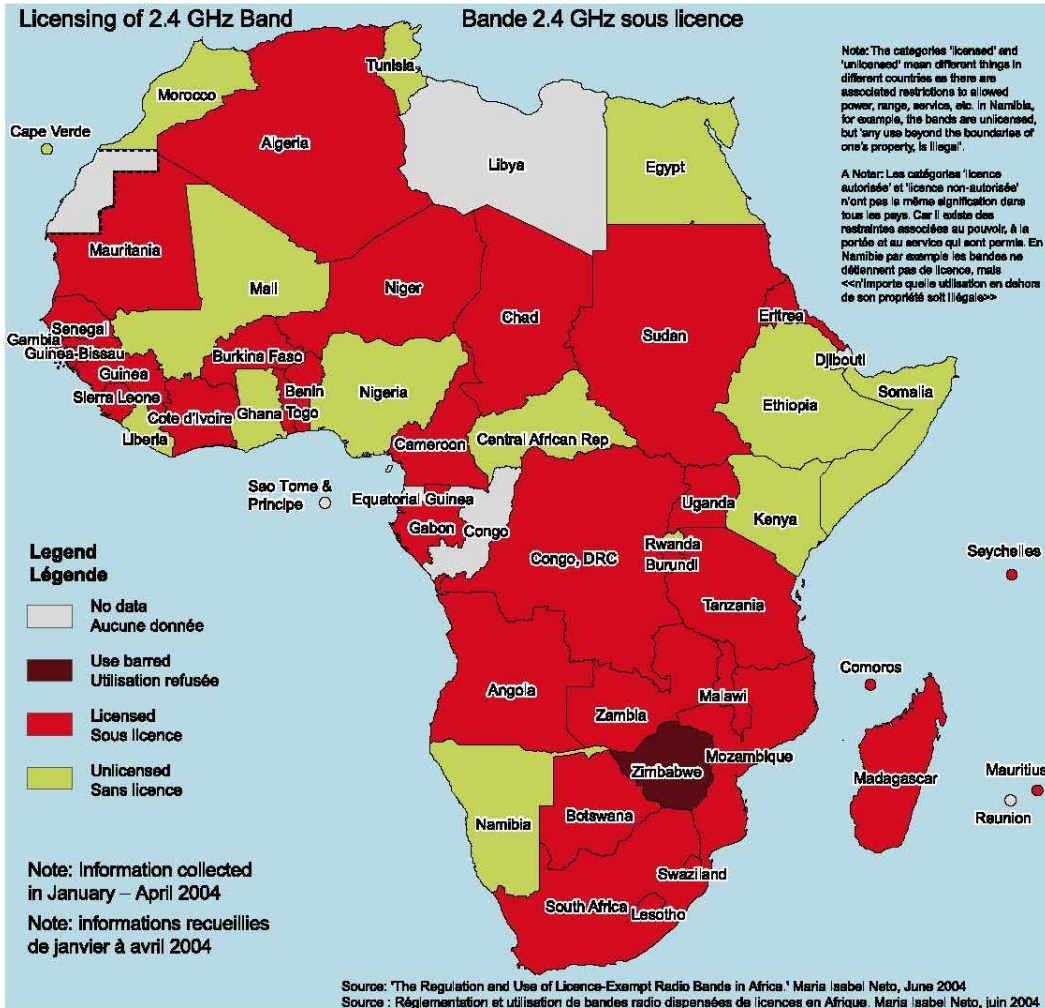 Licensing of 2.4 GHz Band
Bande 2.4 GHz sous licence
Note: The categories 'licensed' and
'unlicensed' mean different things in
different countries as there are
associated restrictions to allowed
power, range, service, etc. In Namibia,
for example, the bands are unlicensed,
but 'any use beyond the boundaries of
one's property, is illegal'.
A Noter: Les catégories 'licence
autorisée' et 'licence non-autorisée'
n'ont pas la même signification dans
tous les pays. Car il existe des
restraintes associées au pouvoir, à la
portée et au service qui sont permis. En
Namibie par exemple les bandes ne
détiennent pas de licence, mais
<<n'importe quelle utilisation en dehors
de son propriété soit illégale>>
Tunisia
Morocco
Cape Verde
Algeria
Libya
Egypt
Mauritania
Mali
Niger
Chad
Sudan
Eritrea
Senegal
Gambia
Guinea-Bissau
Guinea
Sierra Leone
Liberia
Cote d'Ivoire
Burkina Faso
Ghana
Benin
Togo
Nigeria
Cameroon
Central African Rep
Djibouti
Somalia
Ethiopia
Sao Tome &
Principe
Equatorial Guinea
Gabon
Congo
Congo, DRC
Uganda
Kenya
Rwanda
Burundi
Tanzania
Seychelles
Comoros
Angola
Zambia
Malawi
Mozambique
Zimbabwe
Madagascar
Mauritius
Reunion
Namibia
Botswana
Swaziland
South Africa
Lesotho
Legend
Légende
No data
Aucune donnée
Use barred
Utilisation refusée
Licensed
Sous licence
Unlicensed
Sans licence
Note: Information collected
in January – April 2004
Note: informations recueillies
de janvier à avril 2004
Source: 'The Regulation and Use of Licence-Exempt Radio Bands in Africa.' Maria Isabel Neto, June 2004
Source : Réglementation et utilisation de bandes radio dispensées de licences en Afrique. Maria Isabel Neto, juin 2004